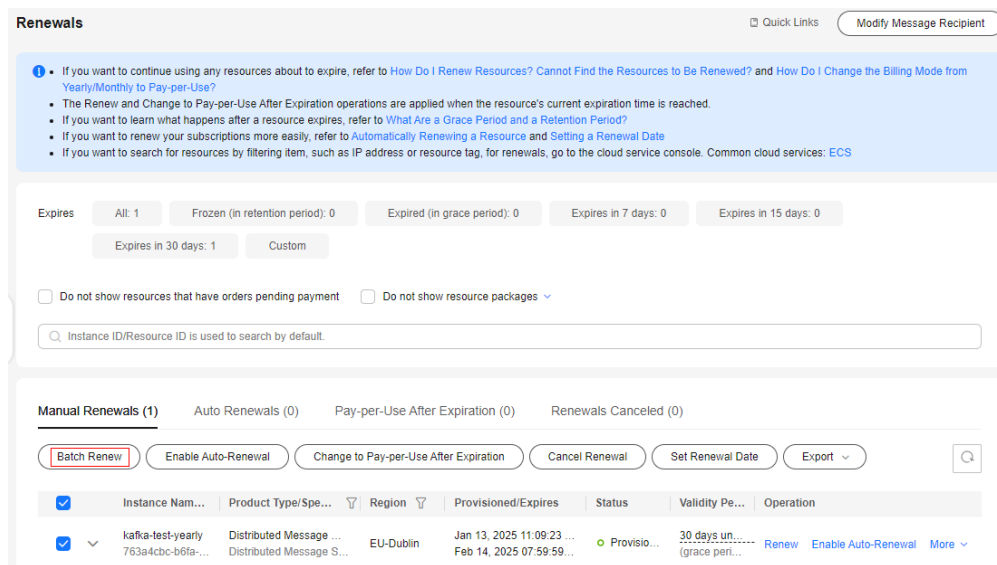 Renewals
Quick Links
Modify Message Recipient
If you want to continue using any resources about to expire, refer to How Do I Renew Resources? Cannot Find the Resources to Be Renewed? and How Do I Change the Billing Mode from
Yearly/Monthly to Pay-per-Use?
The Renew and Change to Pay-per-Use After Expiration operations are applied when the resource's current expiration time is reached.
If you want to learn what happens after a resource expires, refer to What Are a Grace Period and a Retention Period?
If you want to renew your subscriptions more easily, refer to Automatically Renewing a Resource and Setting a Renewal Date
If you want to search for resources by filtering item, such as IP address or resource tag, for renewals, go to the cloud service console. Common cloud services: ECS
Expires All: 1 Frozen (in retention period): 0 Expired (in grace period): 0 Expires in 7 days: 0 Expires in 15 days: 0
Expires in 30 days: 1 Custom
Do not show resources that have orders pending payment Do not show resource packages
Instance ID/Resource ID is used to search by default.
Manual Renewals (1) Auto Renewals (0) Pay-per-Use After Expiration (0) Renewals Canceled (0)
Batch Renew Enable Auto-Renewal Change to Pay-per-Use After Expiration Cancel Renewal Set Renewal Date Export
Instance Nam... Product Type/Spe... Region Provisioned/Expires Status Validity Pe... Operation
kafka-test-yearly Distributed Message ... EU-Dublin Jan 13, 2025 11:09:23 ... Provisio... 30 days un... Renew Enable Auto-Renewal More
763a4cbc-b6fa-... Distributed Message S... Feb 14, 2025 07:59:59... (grace peri...